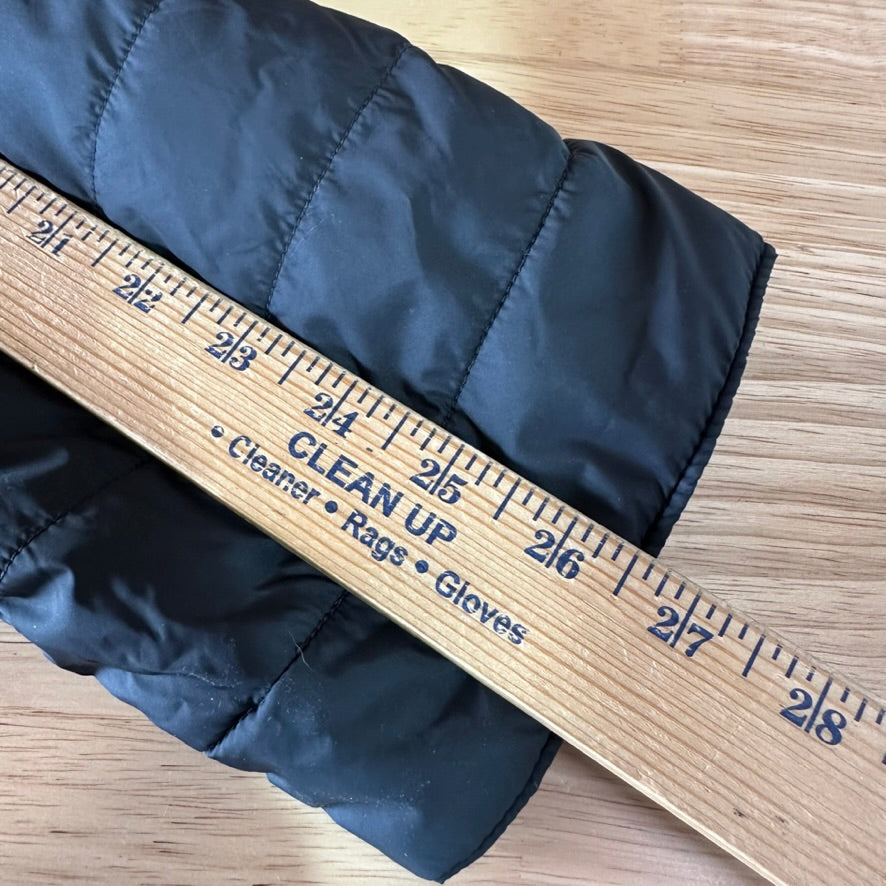 21 22 23 24 25 26 27 28
CLEAN UP
• Cleaner • Rags • Gloves